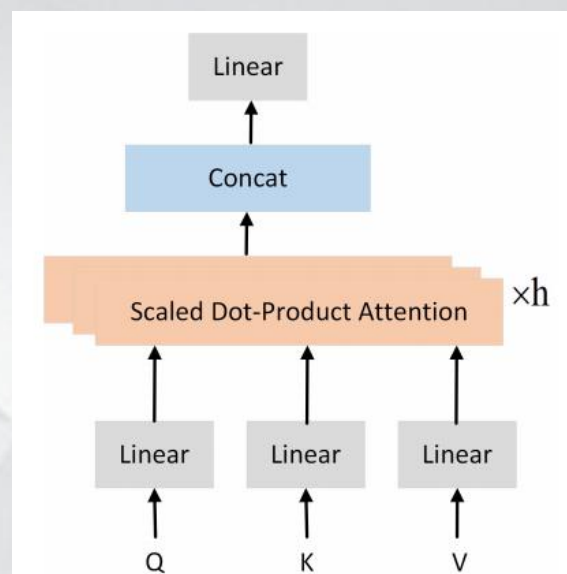 Linear
Concat
Scaled Dot-Product Attention
×h
Linear Linear Linear
Q K V